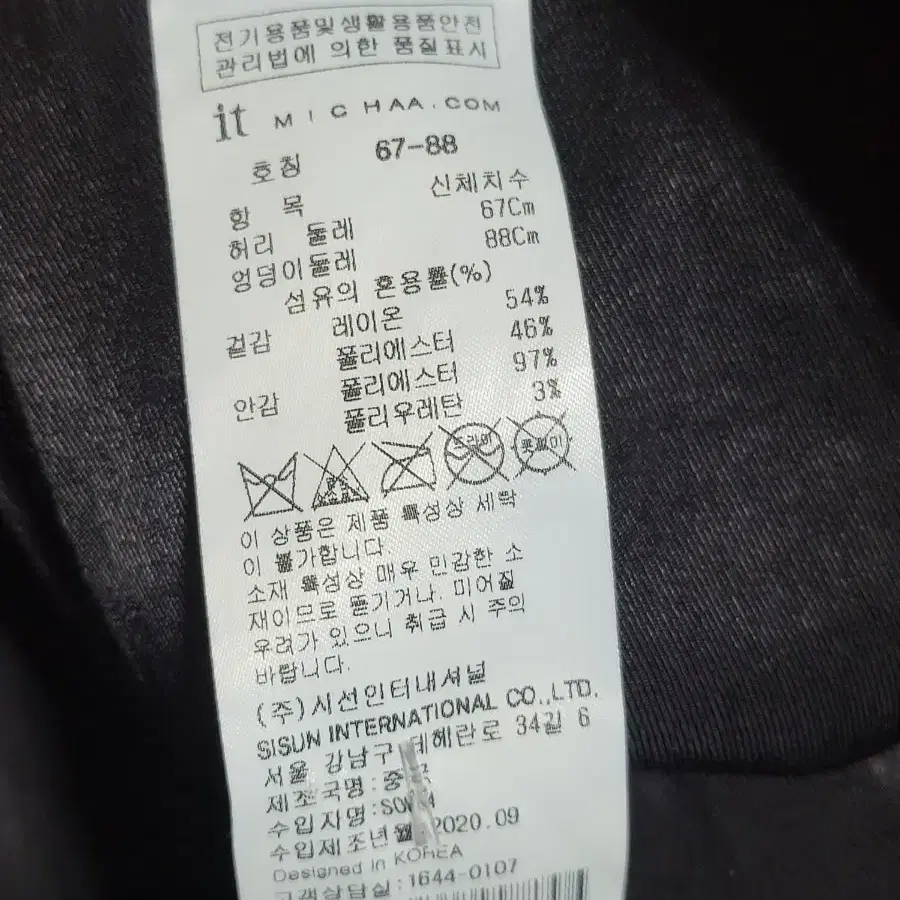 전기용품및생활용품안전
관리법에 의한 품질표시
it MICHAA.COM
호칭 67-88
항 목 신체치수
허리 둘레 67Cm
엉덩이둘레 88Cm
섬유의 혼용률(%)
겉감 레이온 54%
폴리에스터 46%
안감 폴리에스터 97%
폴리우레탄 3%
드라이
이 상품은 제품 특성상 세탁
이 불가합니다.
소재 특성상 매우 민감한 소
재이므로 뜯기거나, 미어질
우려가 있으니 취급 시 주의
바랍니다.
(주)시선인터내셔널
SISUN INTERNATIONAL CO.,LTD.
서울 강남구 테헤란로 34길 6
제조국명:중국
수입자명:
수입제조년월:2020.09
Designed in KOREA
고객상담실:1644-0107